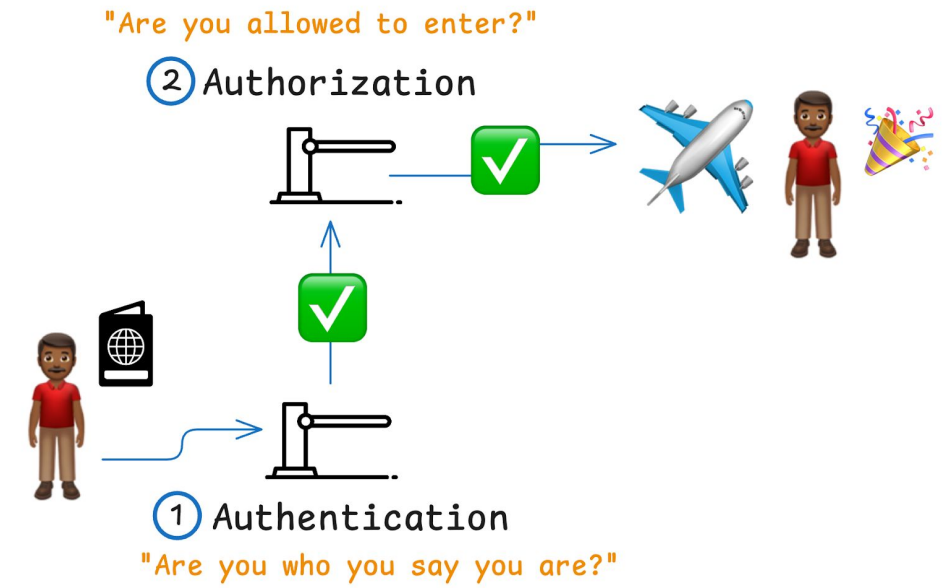 "Are you allowed to enter?"
2 Authorization
1 Authentication
"Are you who you say you are?"